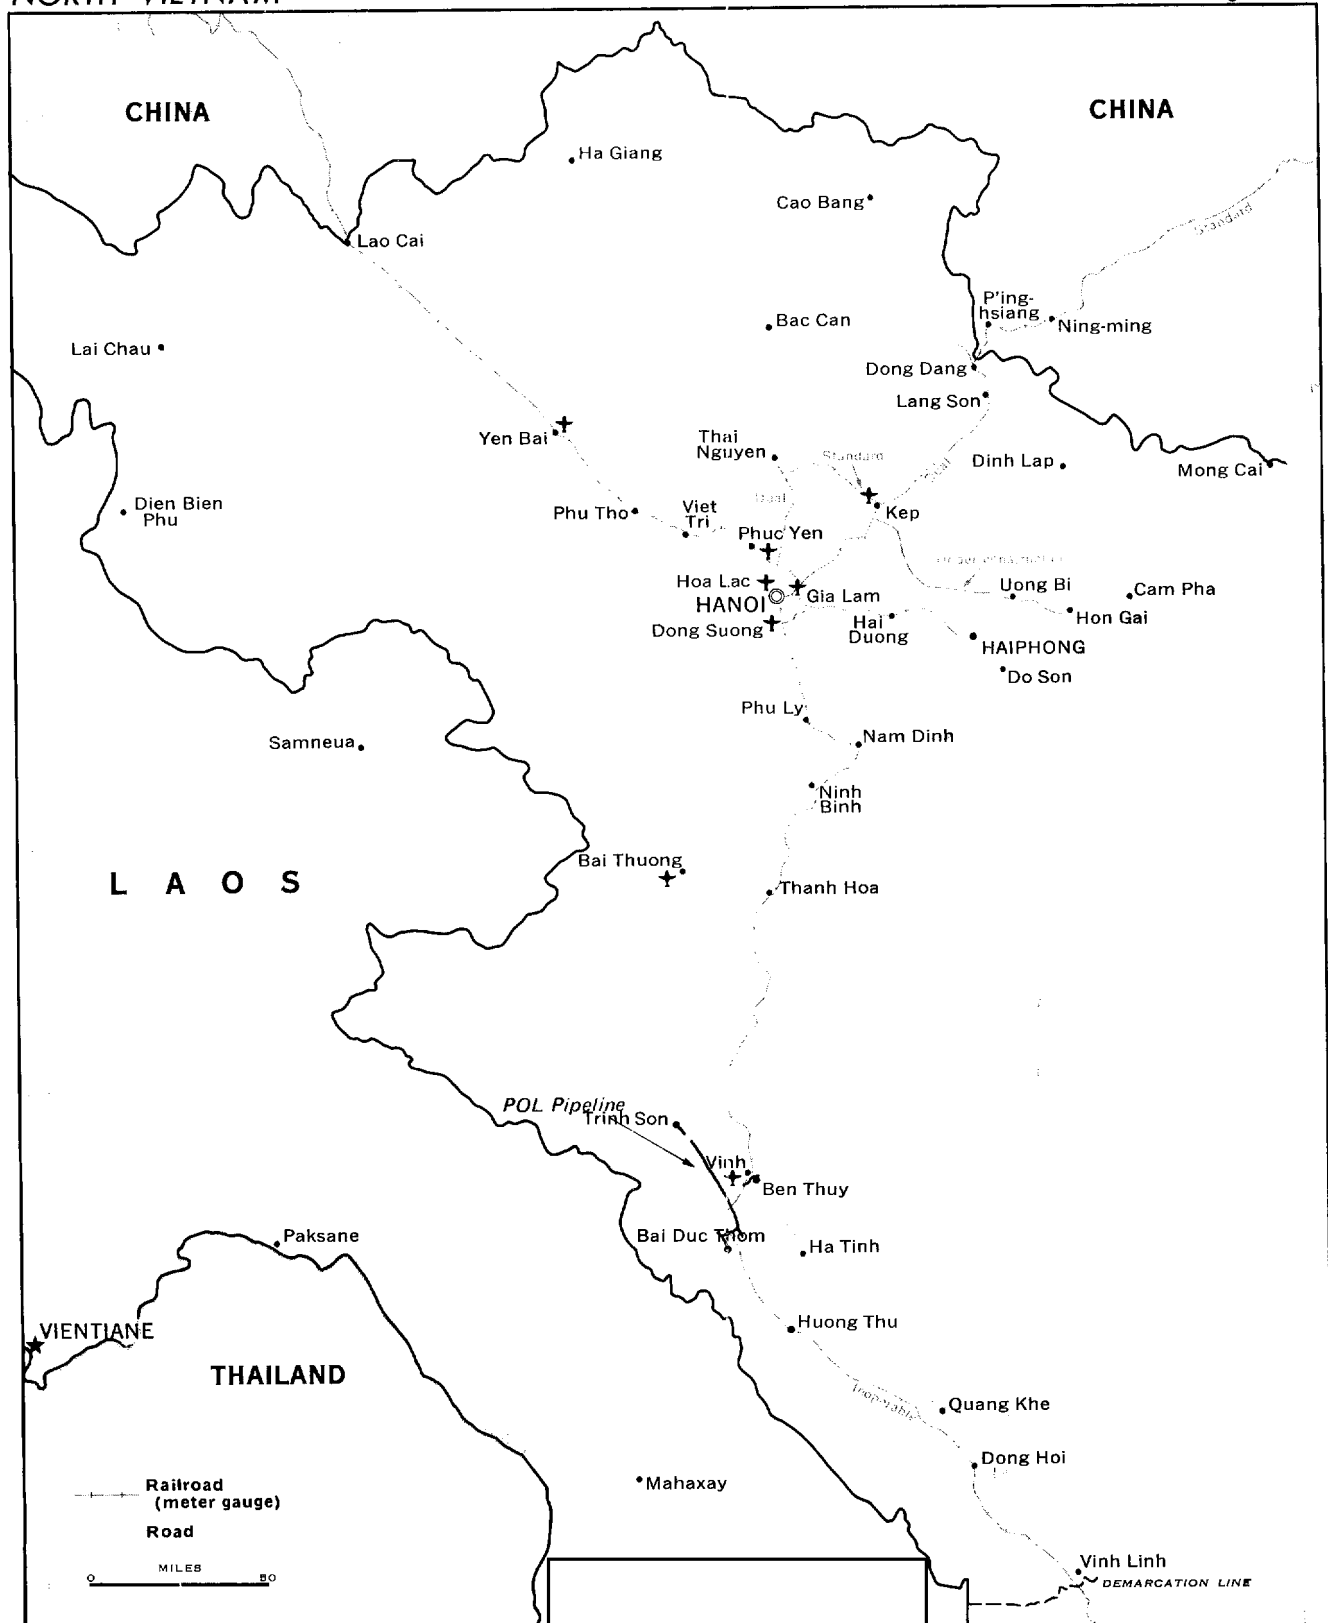 NORTH VIETNAM
CHINA
CHINA
Ha Giang
Cao Bang
Standard
Lao Cai
P'ing-
hsiang
Ning-ming
Bac Can
Lai Chau
Dong Dang
Lang Son
Yen Bai
Thai
Nguyen
Standard
Dual
Dinh Lap
Mong Cai
Dien Bien
Phu
Phu Tho
Viet
Tri
Dual
Kep
Phuc Yen
Hoa Lac
HANOI
Gia Lam
Uong Bi
Cam Pha
Hon Gai
Dong Suong
Hai
Duong
HAIPHONG
Do Son
Phu Ly
Nam Dinh
Samneua
Ninh
Binh
Bai Thuong
LAOS
Thanh Hoa
POL Pipeline
Trinh Son
Vinh
Ben Thuy
Paksane
Bai Duc Thom
Ha Tinh
VIENTIANE
Huong Thu
THAILAND
Inoperable
Quang Khe
Dong Hoi
Mahaxay
Railroad
(meter gauge)
Road
MILES
0 50
Vinh Linh
DEMARCATION LINE